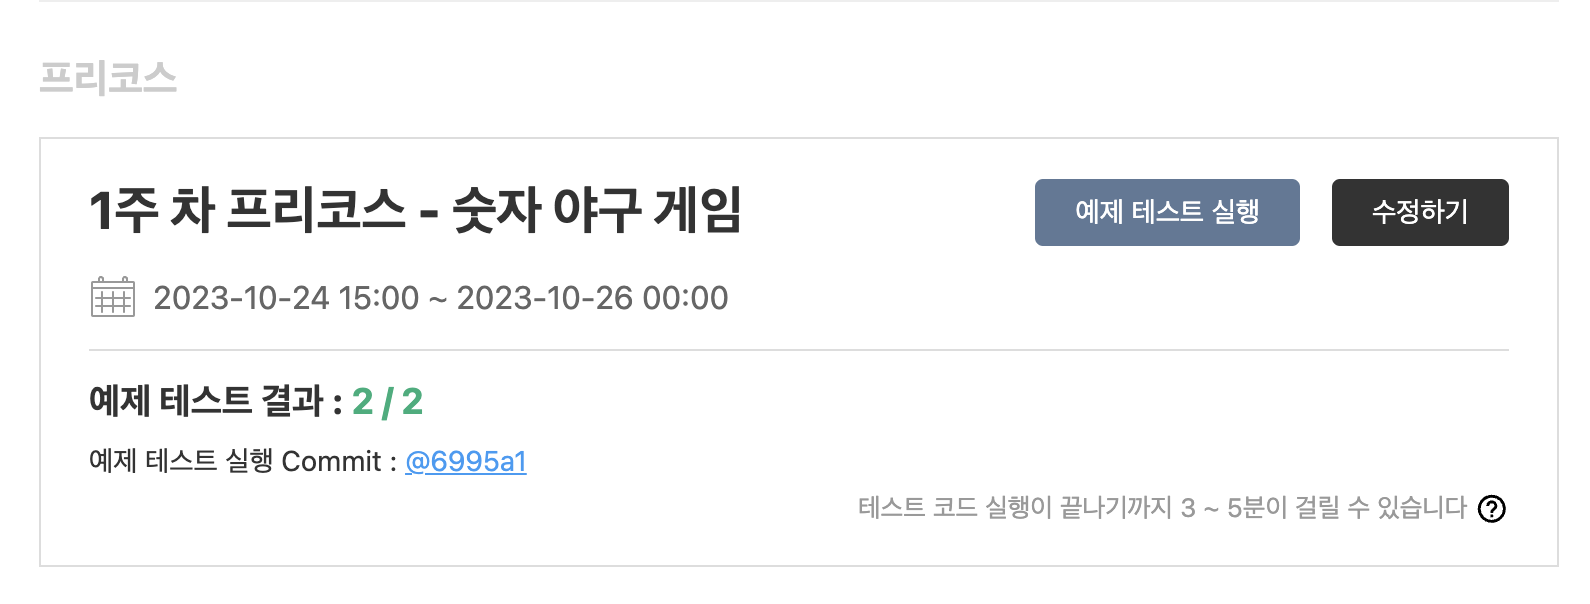 프리코스
1주 차 프리코스 - 숫자 야구 게임
예제 테스트 실행
수정하기
2023-10-24 15:00 ~ 2023-10-26 00:00
예제 테스트 결과 : 2 / 2
예제 테스트 실행 Commit : @6995a1
테스트 코드 실행이 끝나기까지 3 ~ 5분이 걸릴 수 있습니다 ?